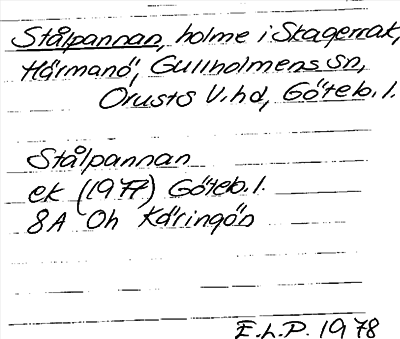 Stålpannan, holme i Skagerrak,
Härmanö, Gullholmens sn,
Orusts V.hd, Göteb. l.
Stålpannan
ek (1977) Göteb. l.
8A Oh Käringön
E.L.P. 1978